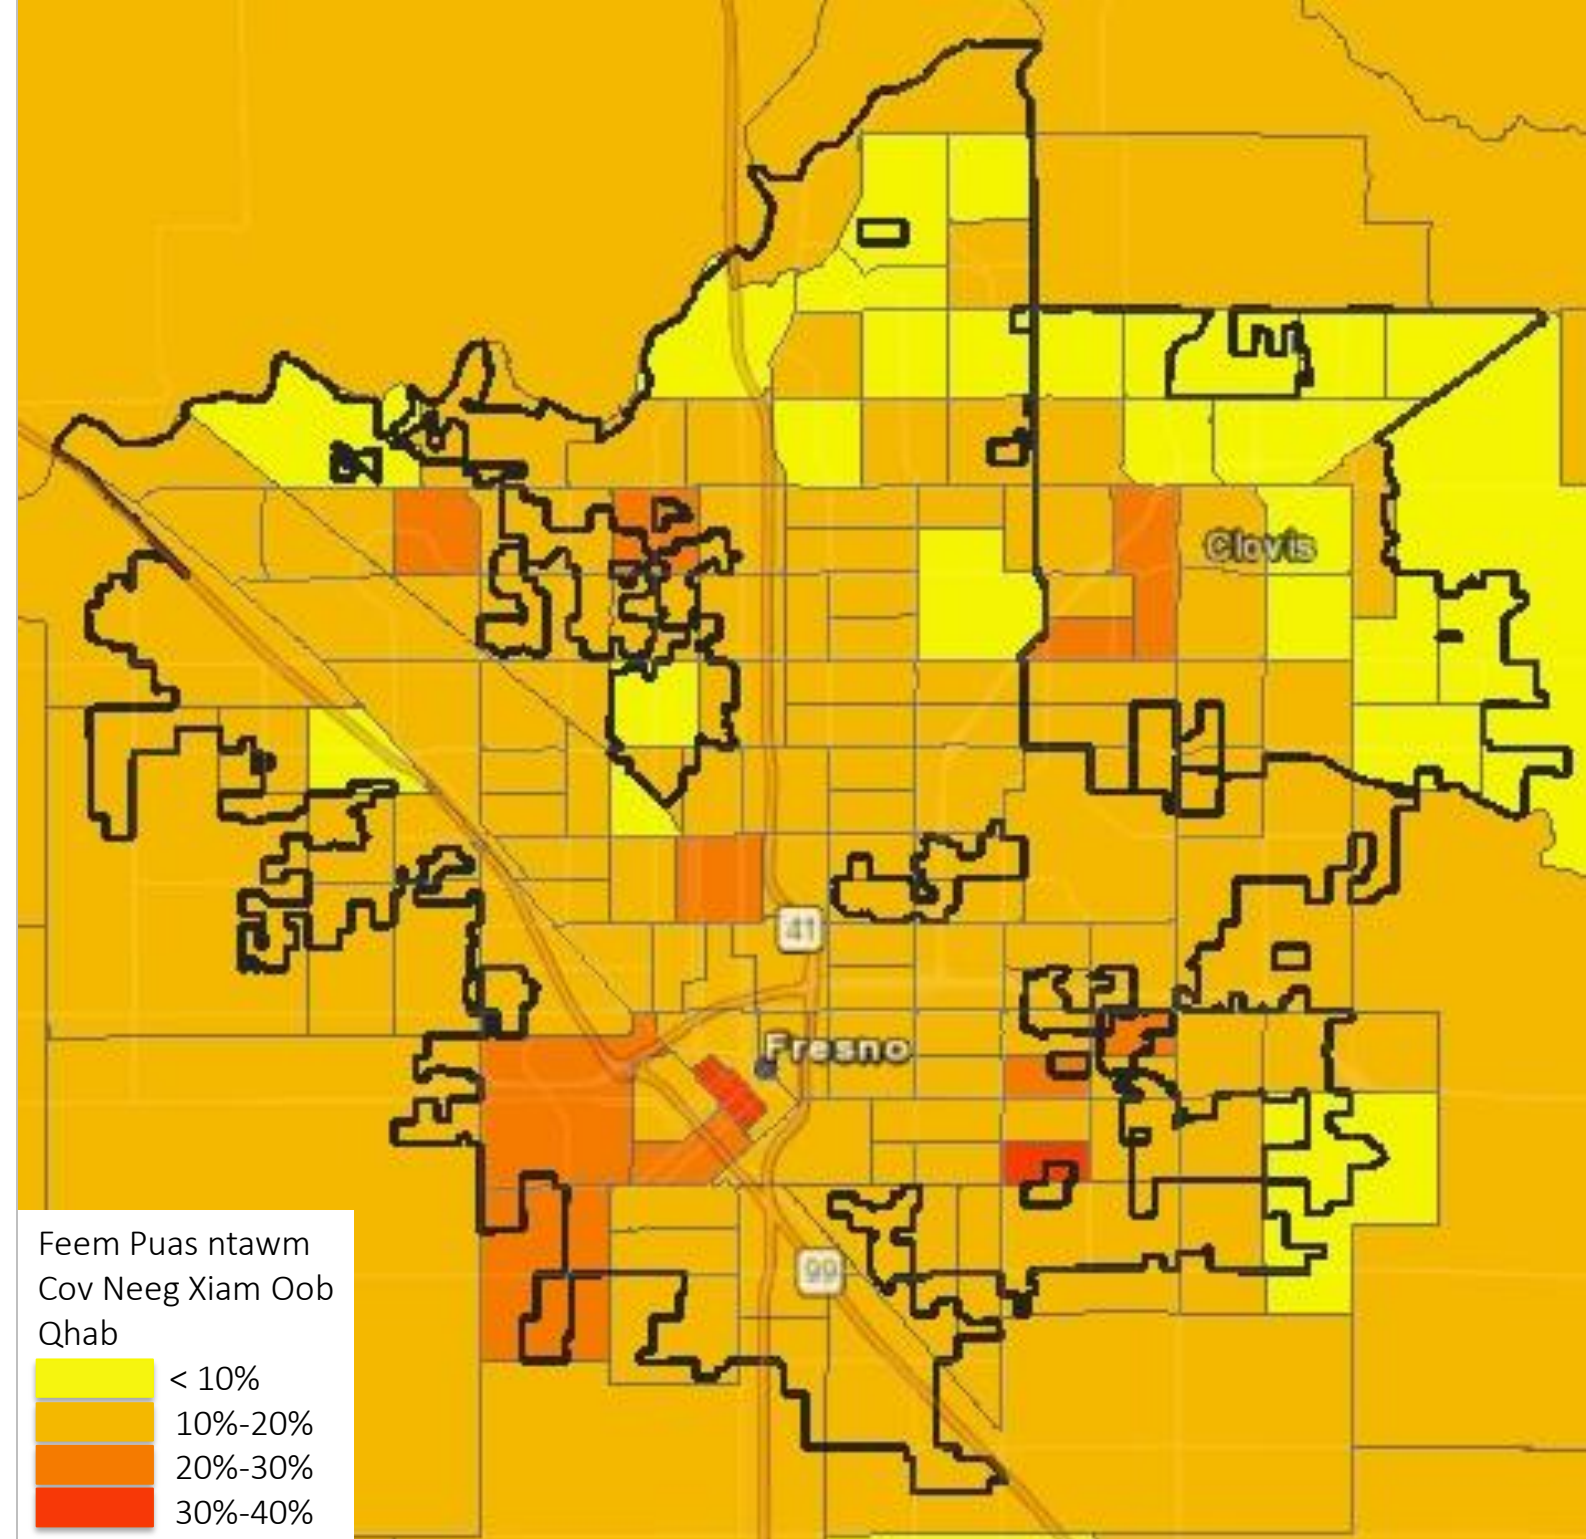 Clovis
41
Fresno
99
Feem Puas ntawm
Cov Neeg Xiam Oob
Qhab
< 10%
10%-20%
20%-30%
30%-40%